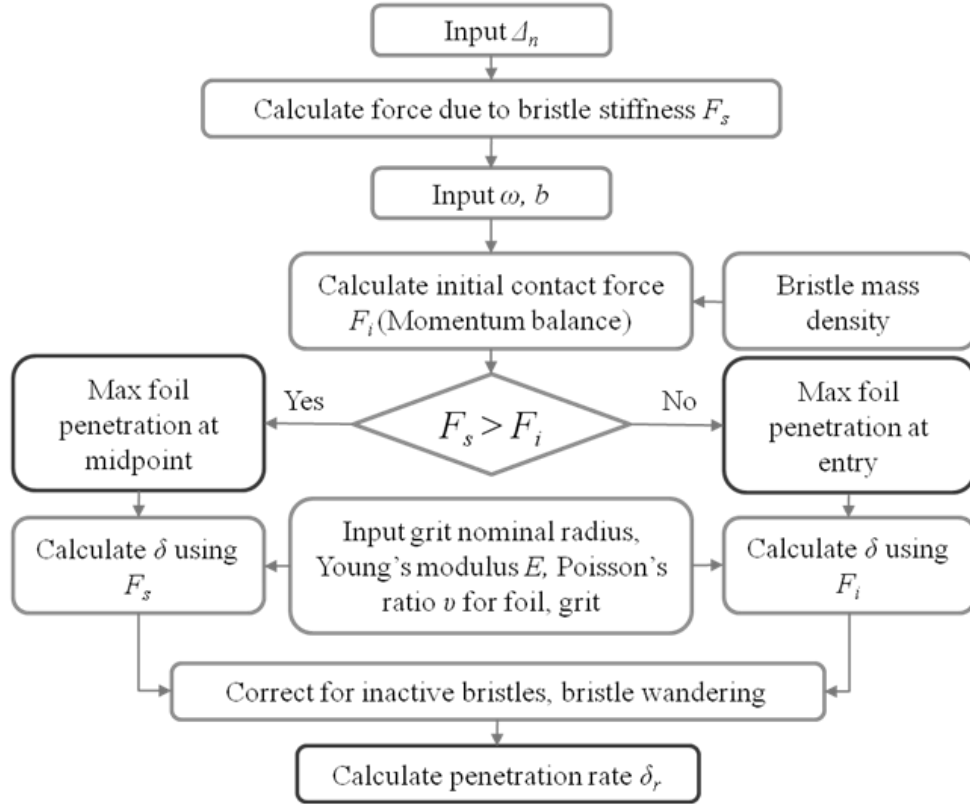 Input Δn
Calculate force due to bristle stiffness Fs
Input ω, b
Calculate initial contact force
Fi (Momentum balance)
Bristle mass
density
Max foil
penetration at
midpoint
Yes
Fs > Fi
No
Max foil
penetration at
entry
Calculate δ using
Fs
Input grit nominal radius,
Young's modulus E, Poisson's
ratio υ for foil, grit
Calculate δ using
Fi
Correct for inactive bristles, bristle wandering
Calculate penetration rate δr